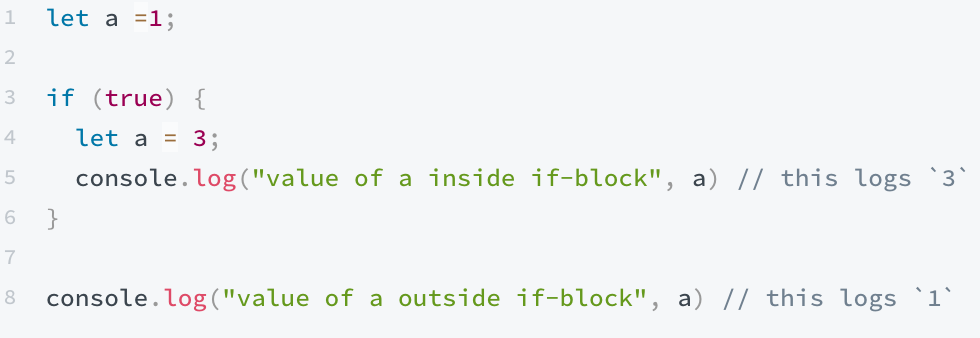 1 let a =1;
2
3 if (true) {
4   let a = 3;
5   console.log("value of a inside if-block", a) // this logs `3`
6 }
7
8 console.log("value of a outside if-block", a) // this logs `1`